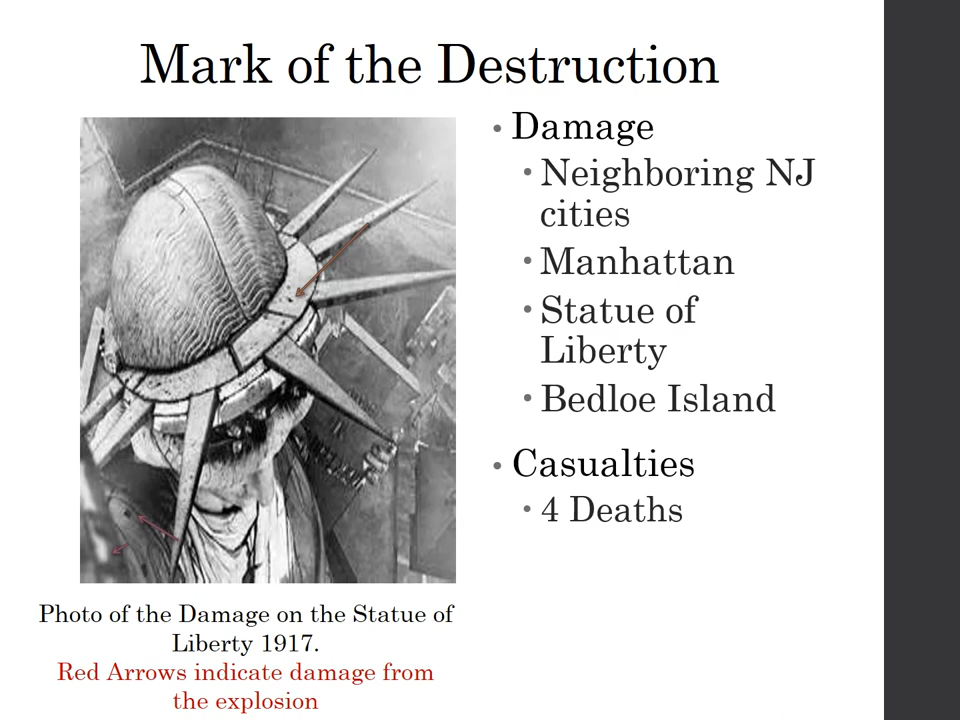 Mark of the Destruction
• Damage
• Neighboring NJ
cities
• Manhattan
• Statue of
Liberty
• Bedloe Island
• Casualties
• 4 Deaths
Photo of the Damage on the Statue of
Liberty 1917.
Red Arrows indicate damage from
the explosion